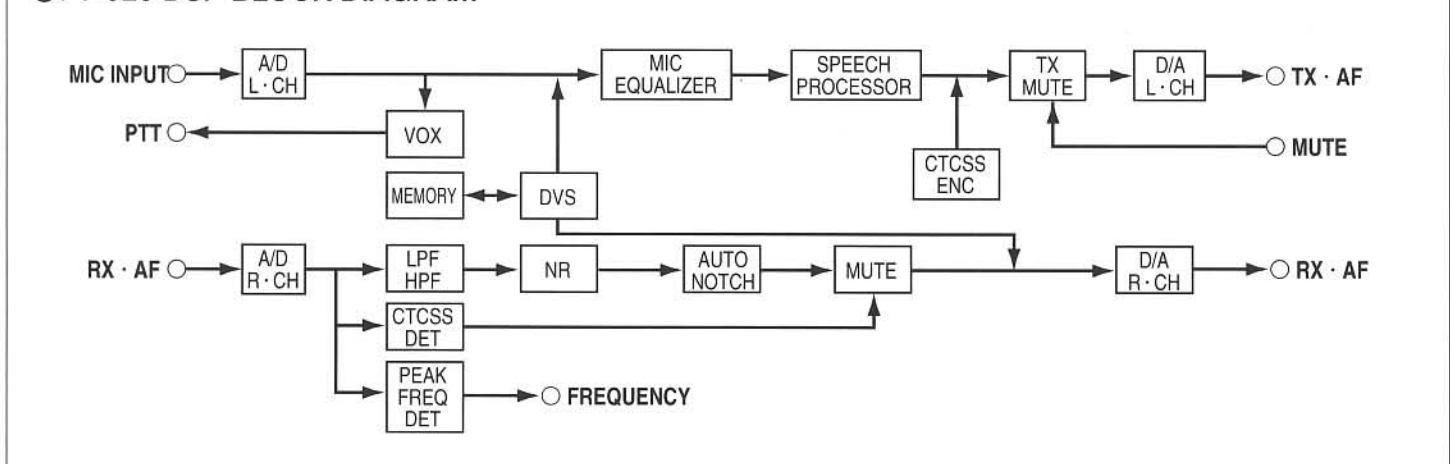 MIC INPUT
A/D
L · CH
MIC
EQUALIZER
SPEECH
PROCESSOR
TX
MUTE
D/A
L · CH
TX · AF
PTT
VOX
MUTE
CTCSS
ENC
MEMORY
DVS
RX · AF
A/D
R · CH
LPF
HPF
NR
AUTO
NOTCH
MUTE
D/A
R · CH
RX · AF
CTCSS
DET
PEAK
FREQ
DET
FREQUENCY